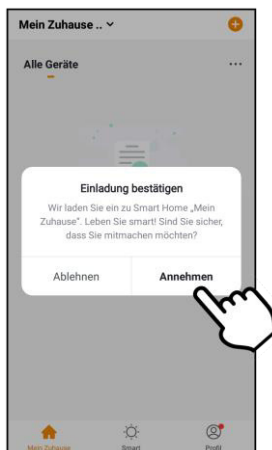 Mein Zuhause ..
Alle Geräte
Einladung bestätigen
Wir laden Sie ein zu Smart Home „Mein
Zuhause“. Leben Sie smart! Sind Sie sicher,
dass Sie mitmachen möchten?
Ablehnen Annehmen
Mein Zuhause Smart Profil